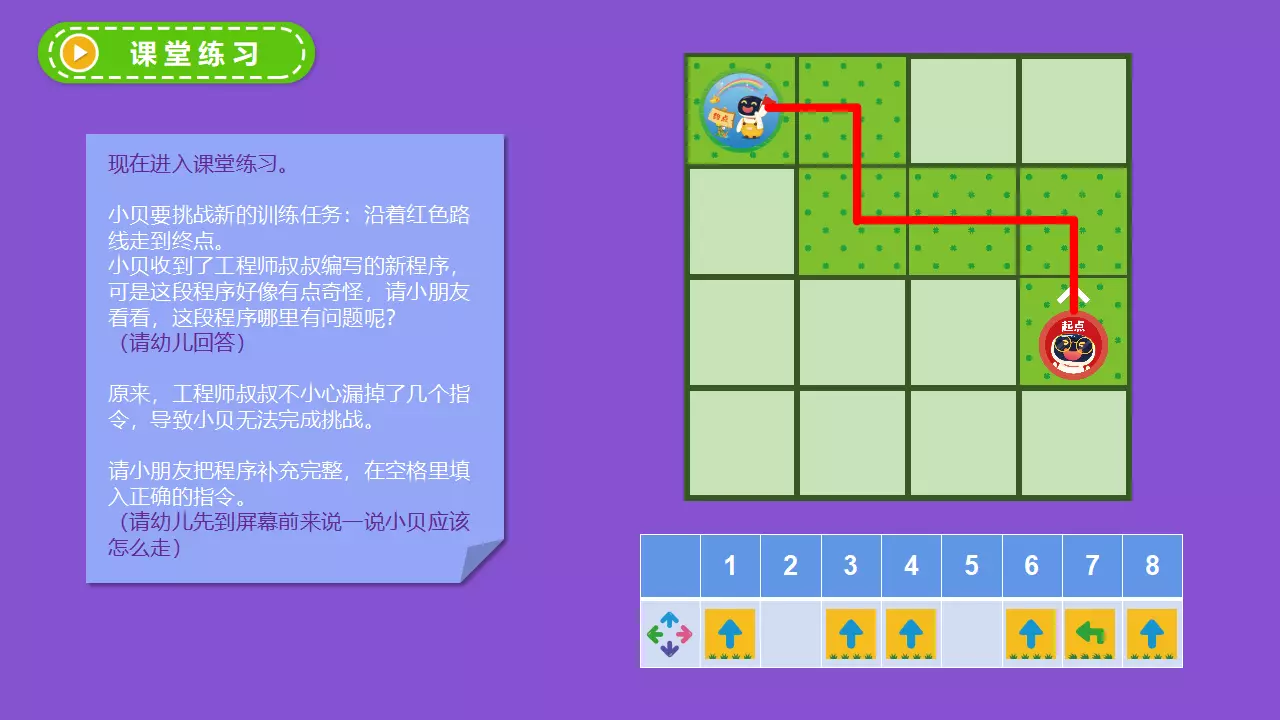 课堂练习
现在进入课堂练习。
小贝要挑战新的训练任务：沿着红色路
线走到终点。
小贝收到了工程师叔叔编写的新程序，
可是这段程序好像有点奇怪，请小朋友
看看，这段程序哪里有问题呢？
（请幼儿回答）
原来，工程师叔叔不小心漏掉了几个指
令，导致小贝无法完成挑战。
请小朋友把程序补充完整，在空格里填
入正确的指令。
（请幼儿先到屏幕前来说一说小贝应该
怎么走）
终点
起点
1 2 3 4 5 6 7 8